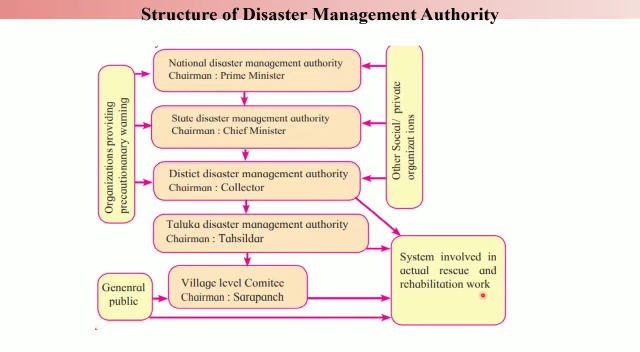 Structure of Disaster Management Authority
National disaster management authority
Chairman : Prime Minister
State disaster management authority
Chairman : Chief Minister
Distict disaster management authority
Chairman : Collector
Taluka disaster management authority
Chairman : Tahsildar
Village level Comitee
Chairman : Sarapanch
Organizations providing
precautionanary waming
Other Social/ private
organizat ions
Genenral
public
System involved in
actual rescue and
rehabilitation work